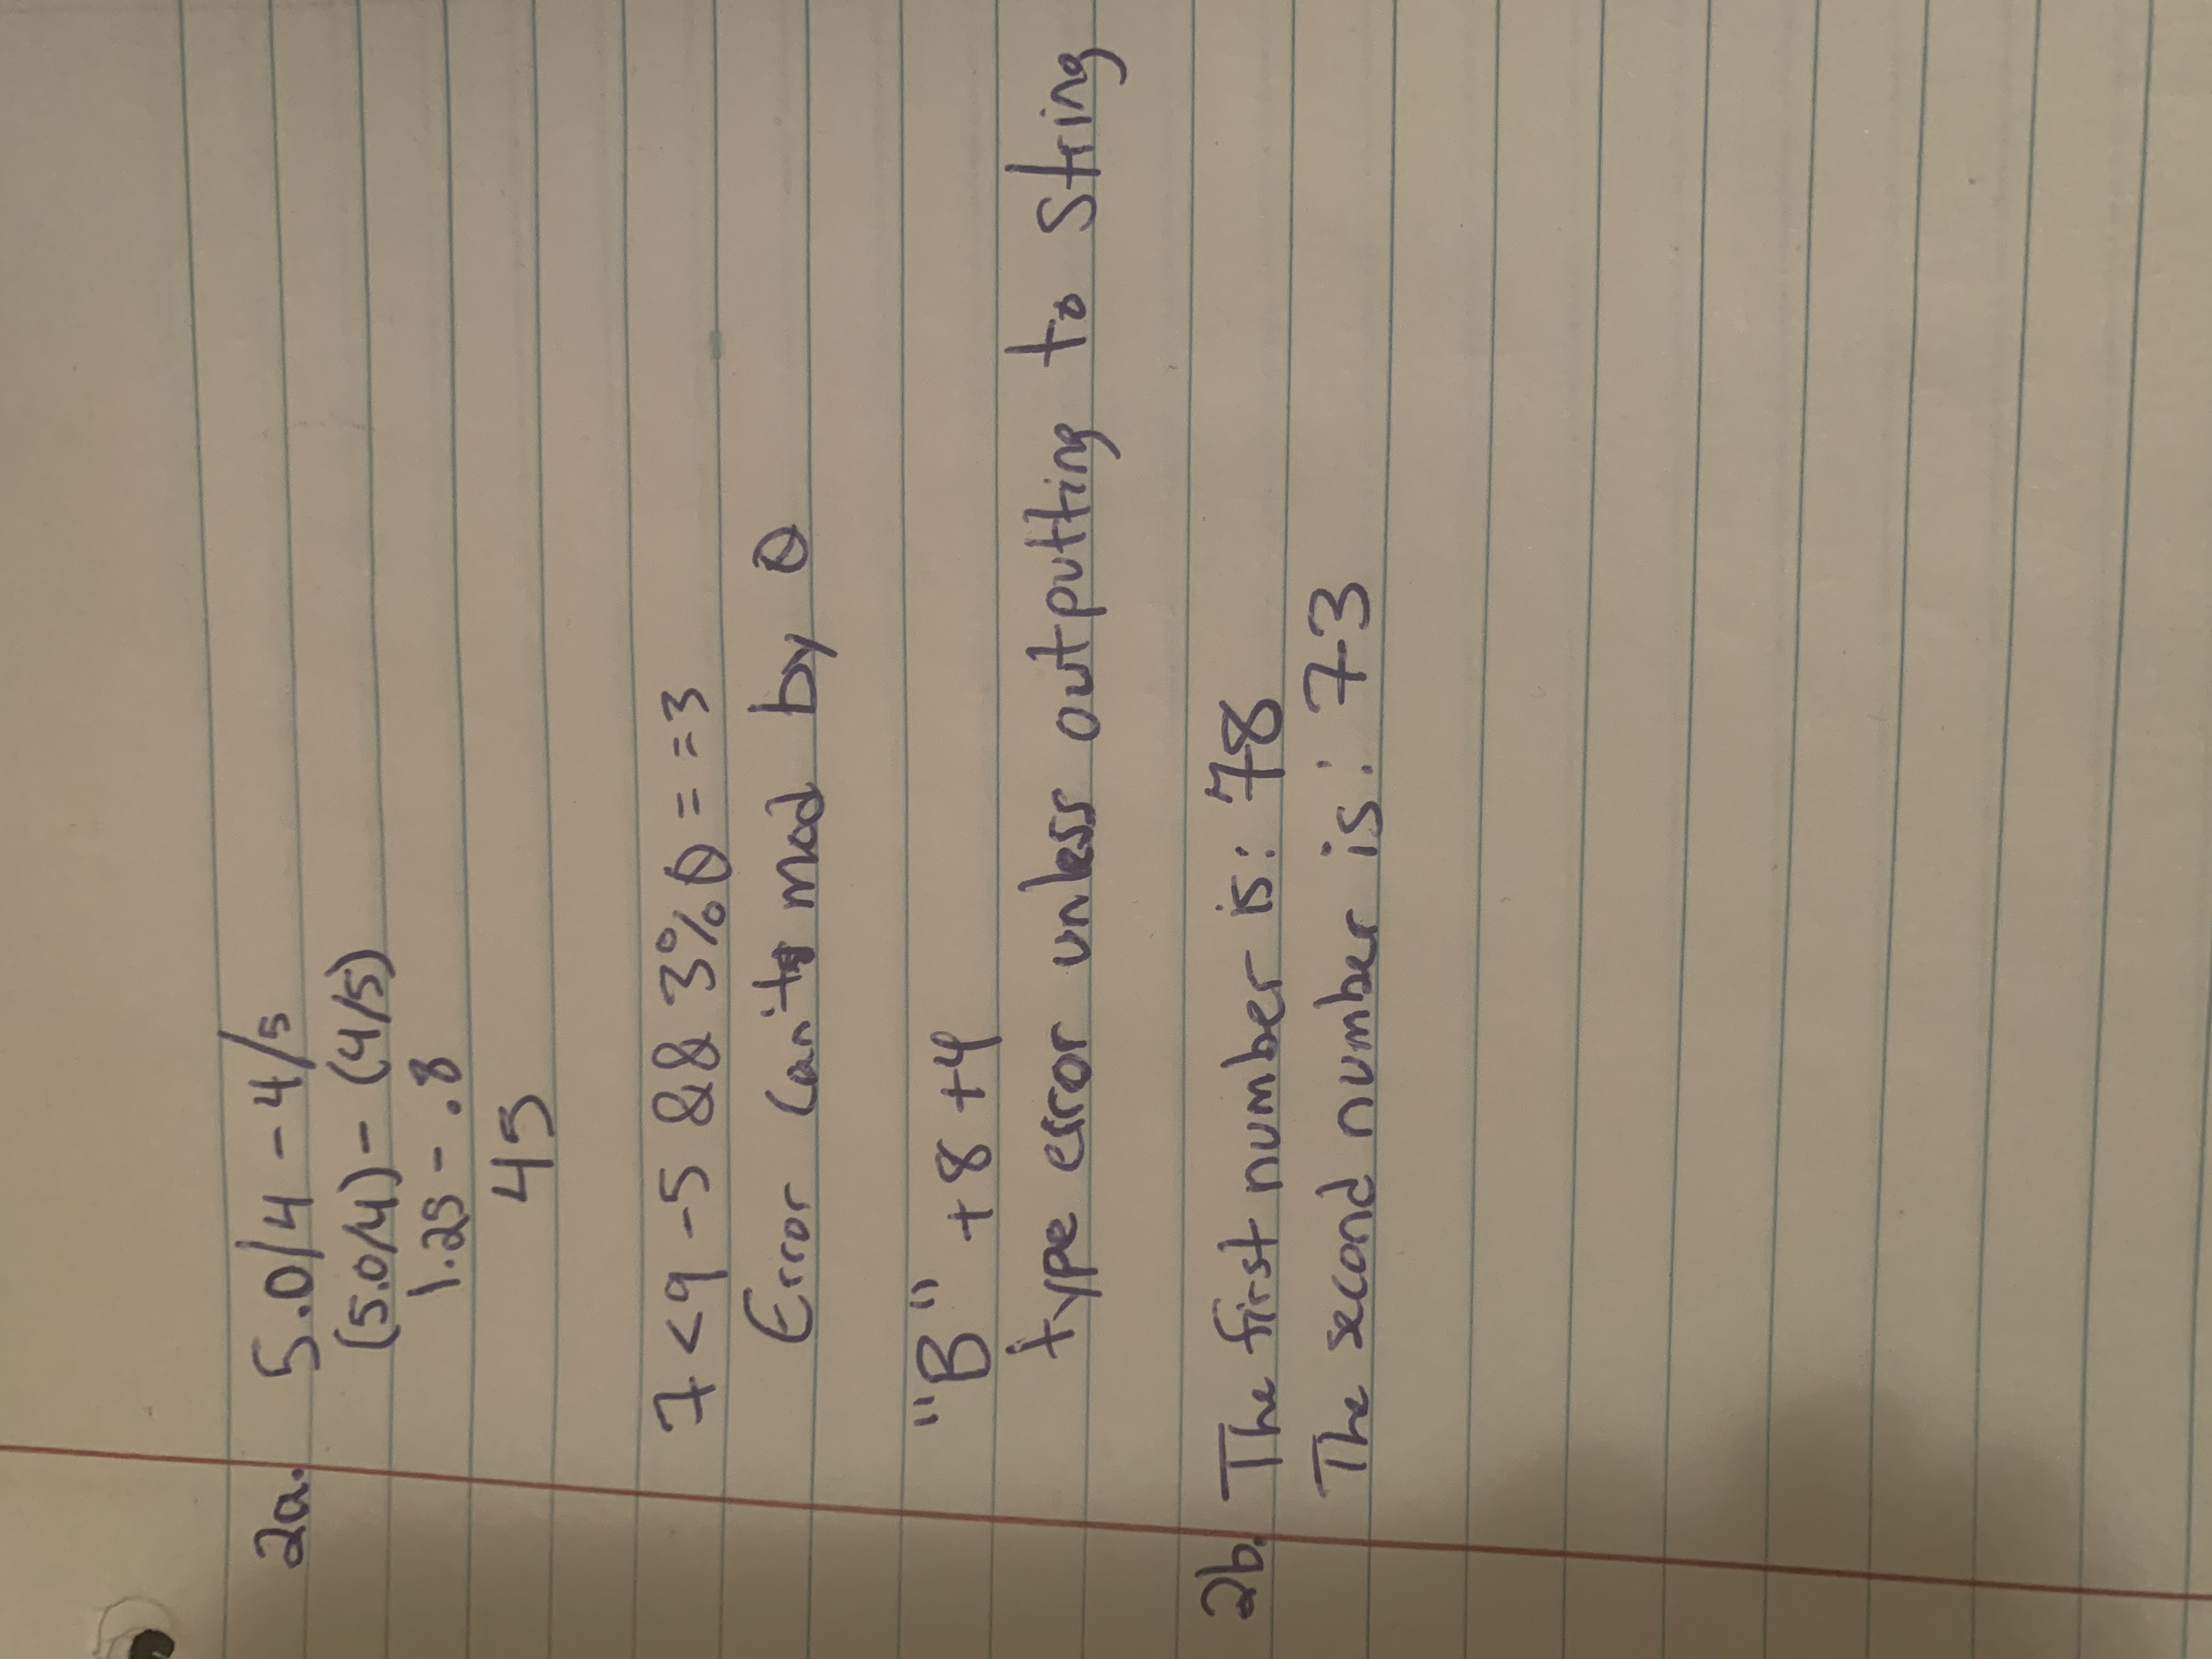 2a. 5.0/4 - 4/5
(5.0/4) - (4/5)
1.25 - .8
45
7 < 9 - 5 && 3%0 = = 3
Error can't mod by 0
"B" + 8 + 4
type error unless outputting to string
2b. The first number is: 78
The second number is: 73